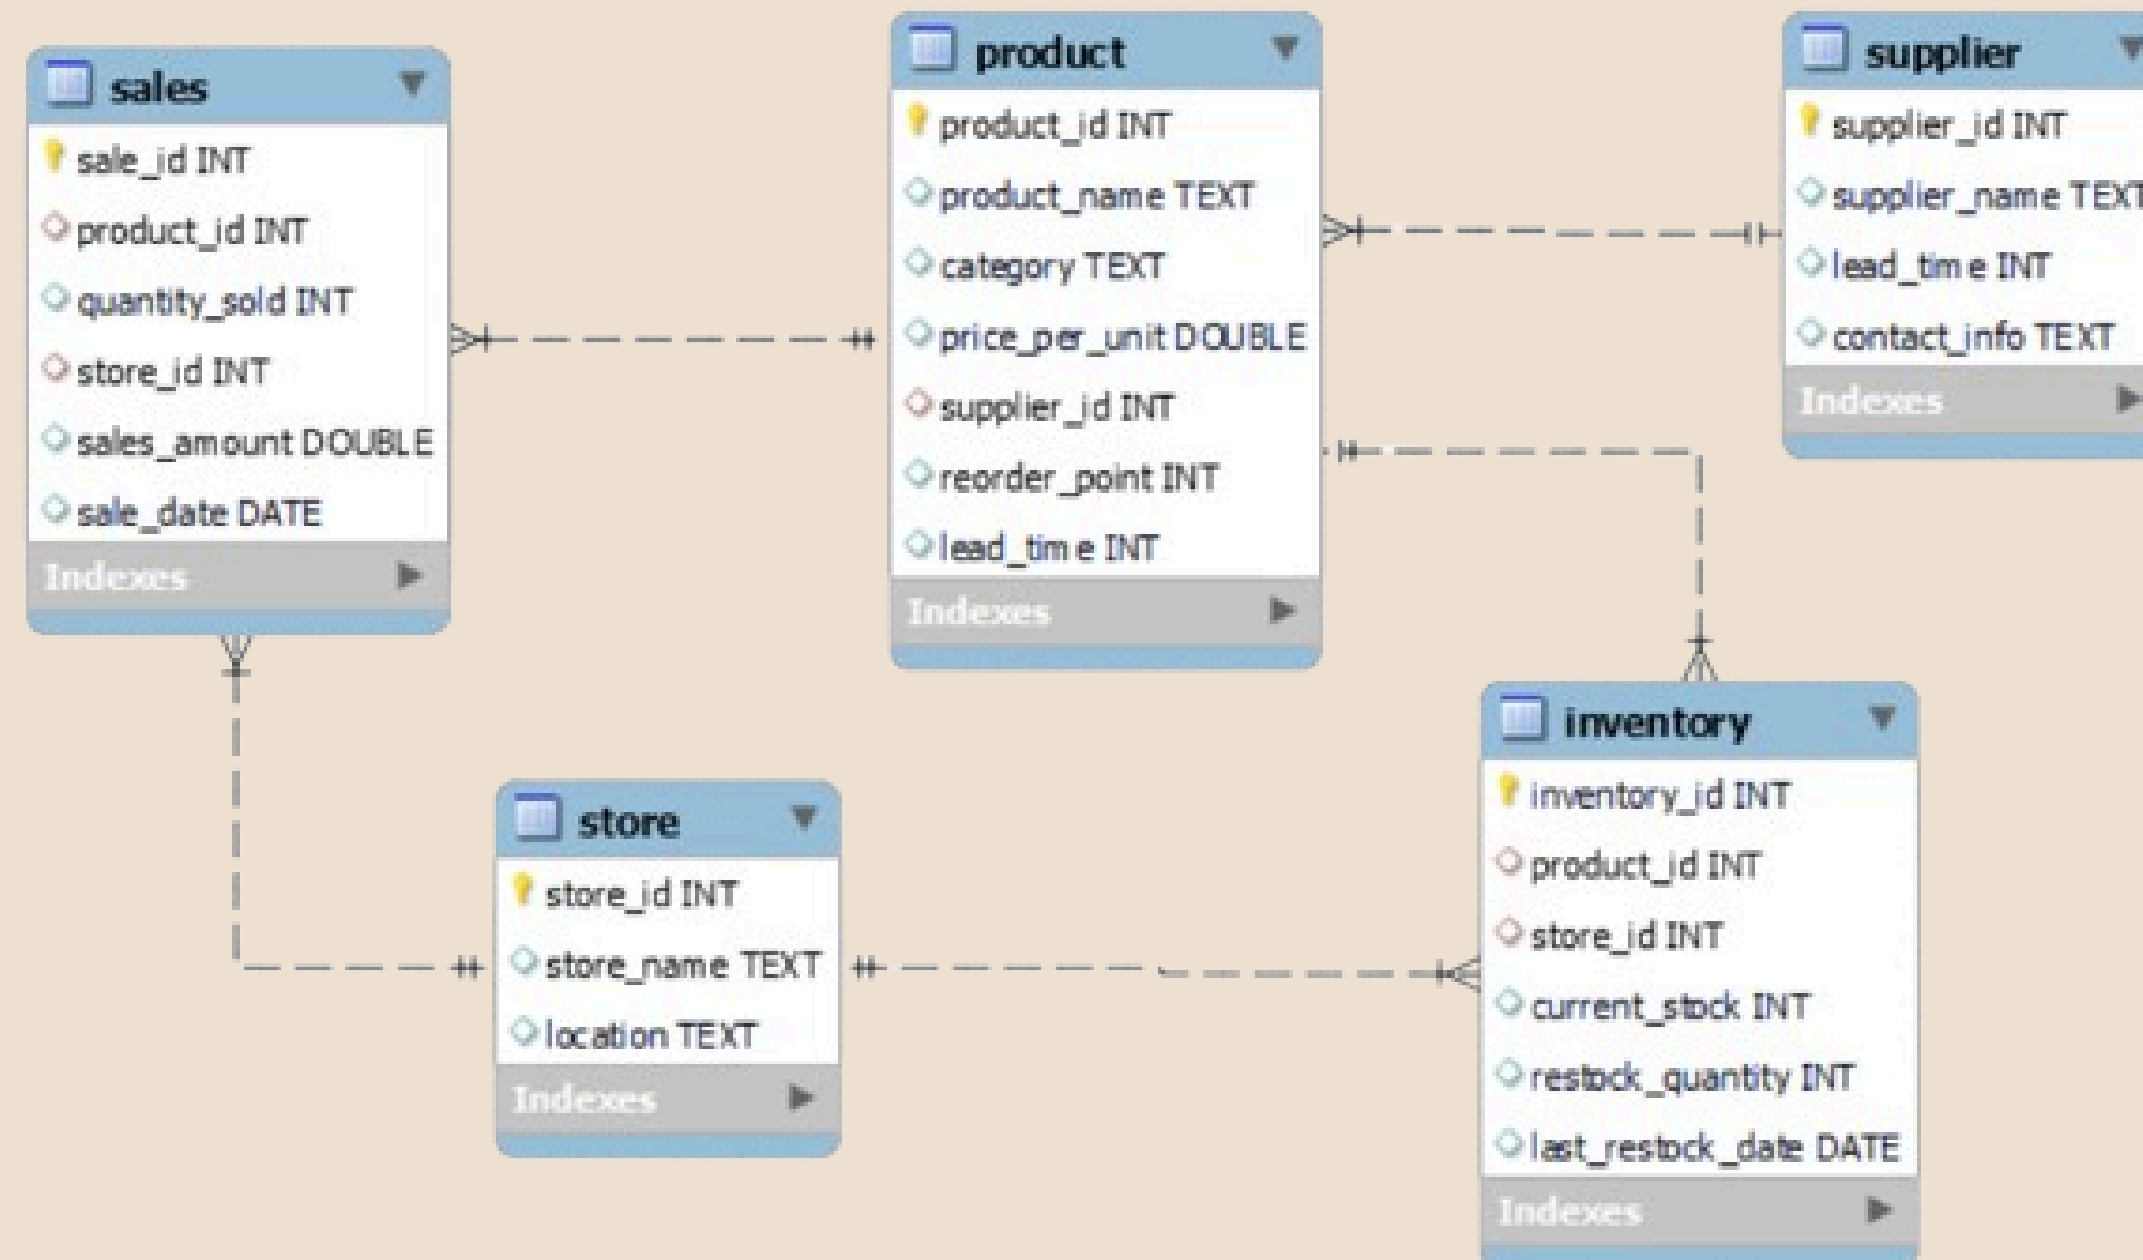 sales
sale_id INT
product_id INT
quantity_sold INT
store_id INT
sales_amount DOUBLE
sale_date DATE
Indexes
product
product_id INT
product_name TEXT
category TEXT
price_per_unit DOUBLE
supplier_id INT
reorder_point INT
lead_time INT
Indexes
supplier
supplier_id INT
supplier_name TEXT
lead_time INT
contact_info TEXT
Indexes
store
store_id INT
store_name TEXT
location TEXT
Indexes
inventory
inventory_id INT
product_id INT
store_id INT
current_stock INT
restock_quantity INT
last_restock_date DATE
Indexes